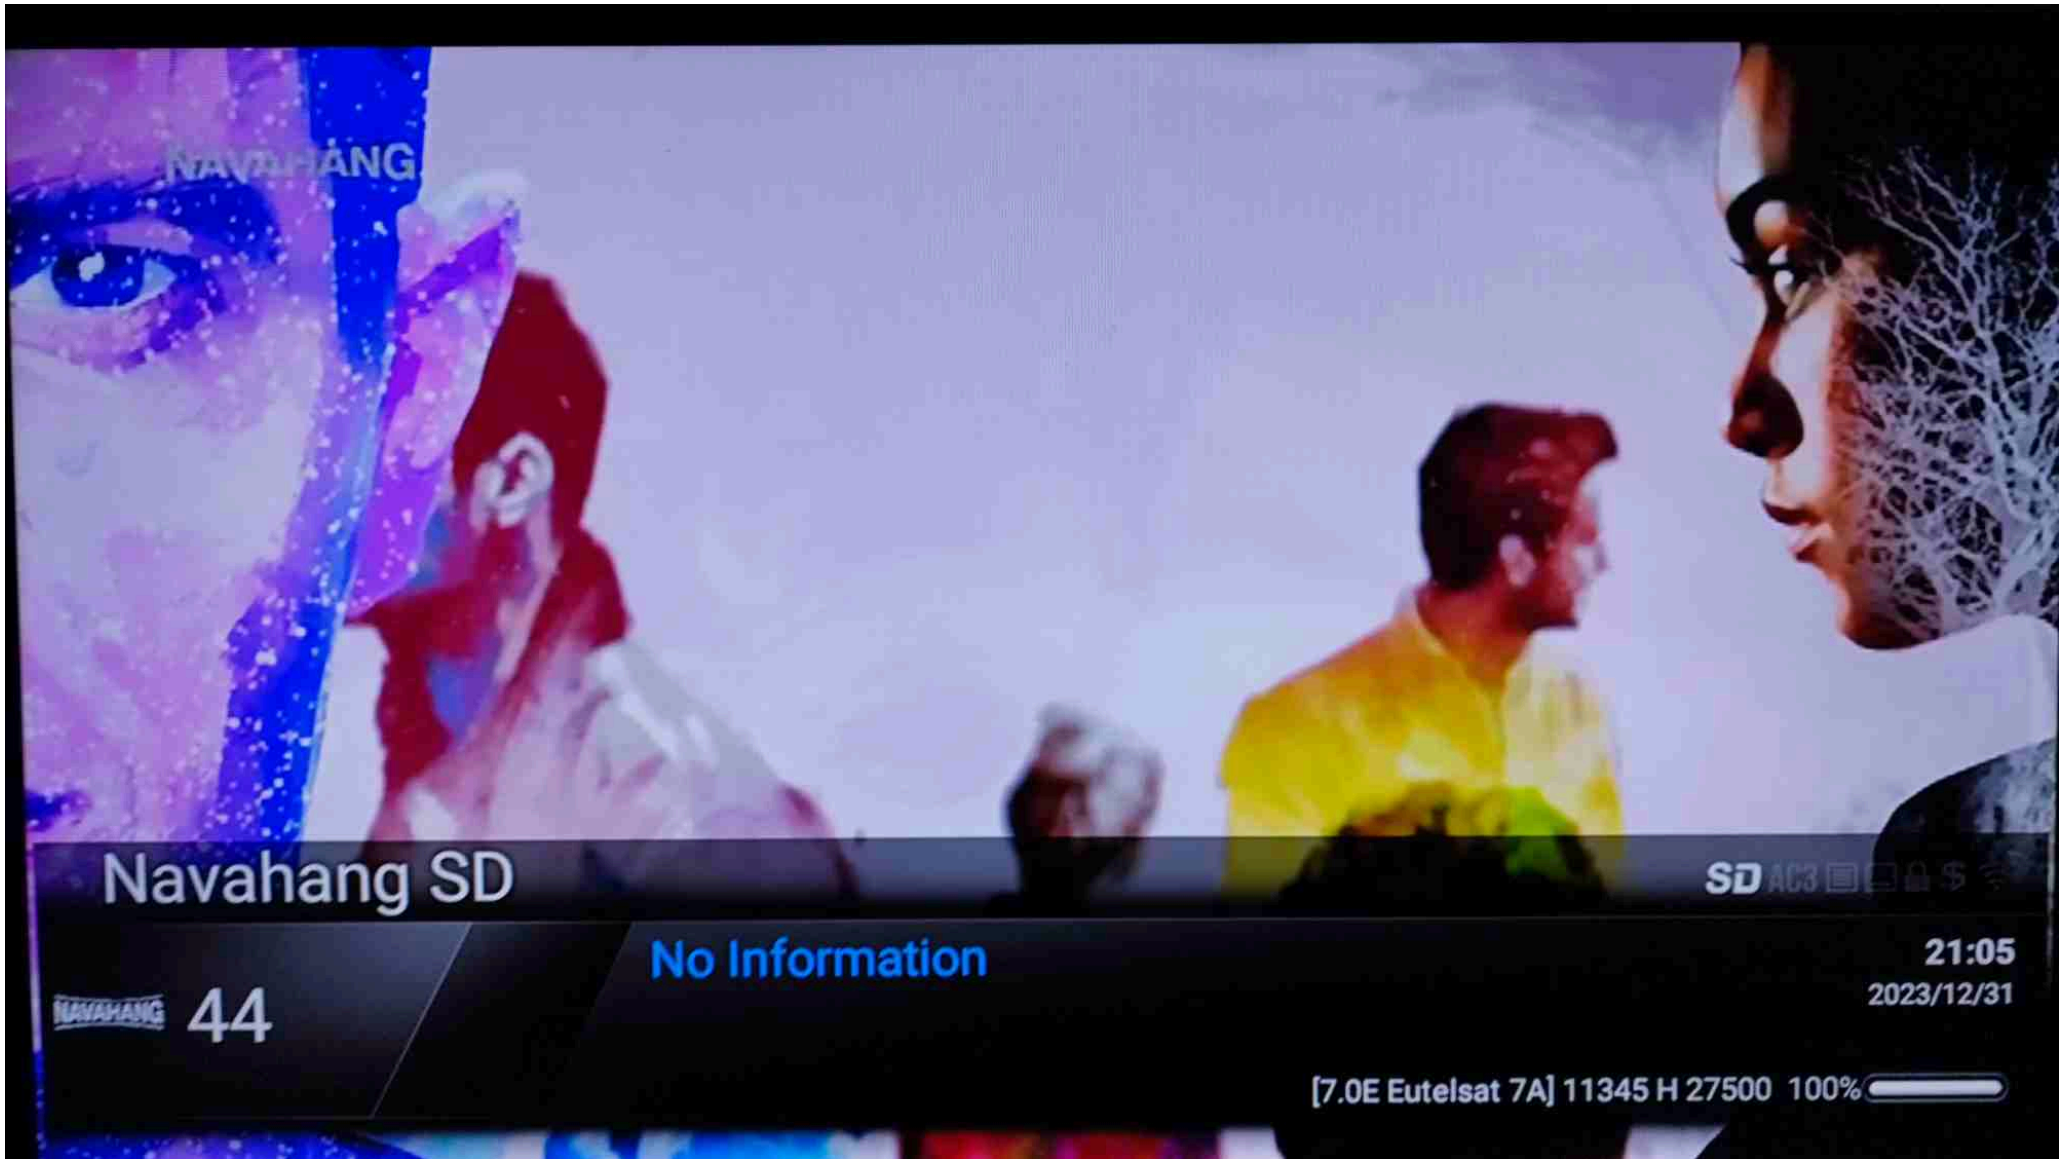 NAVAHANG
Navahang SD
SD AC3 $
No Information
21:05
2023/12/31
NAVAHANG 44
[7.0E Eutelsat 7A] 11345 H 27500 100%